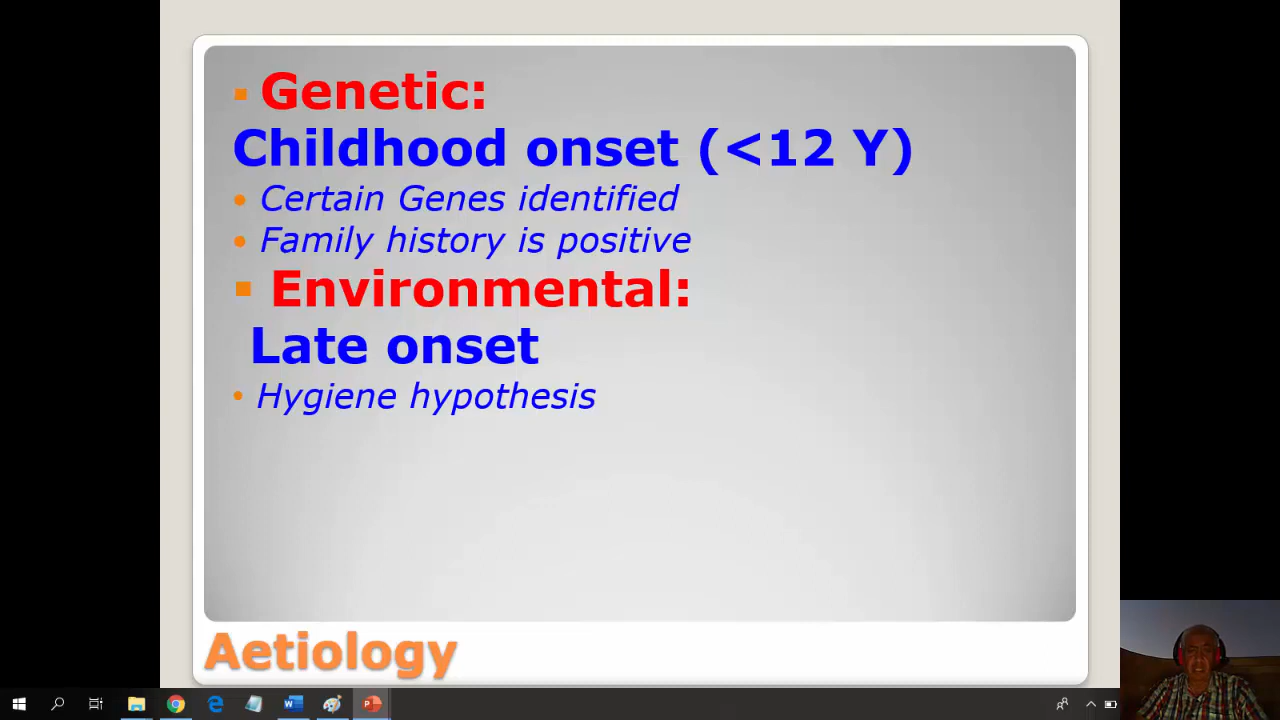 Genetic:
Childhood onset (<12 Y)
Certain Genes identified
Family history is positive
Environmental:
Late onset
Hygiene hypothesis
Aetiology